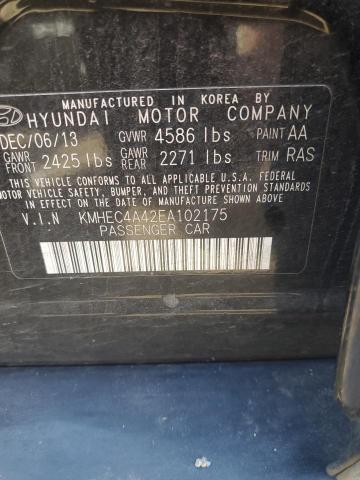 MANUFACTURED IN KOREA BY
HYUNDAI MOTOR COMPANY
DEC/06/13 GVWR 4586 lbs PAINT AA
GAWR FRONT 2425 lbs GAWR REAR 2271 lbs TRIM RAS
THIS VEHICLE CONFORMS TO ALL APPLICABLE U.S.A. FEDERAL
MOTOR VEHICLE SAFETY, BUMPER, AND THEFT PREVENTION STANDARDS
IN EFFECT ON THE DATE OF MANUFACTURE SHOWN ABOVE.
V.I.N KMHEC4A42EA102175
PASSENGER CAR